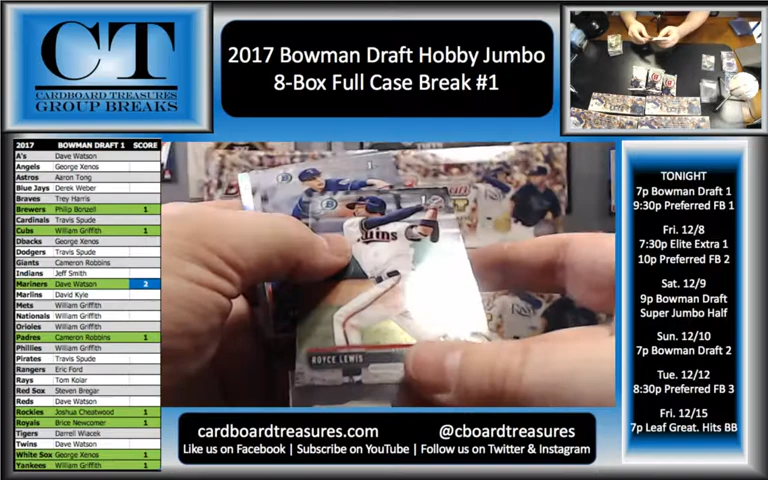 CT
CARDBOARD TREASURES
GROUP BREAKS
2017 Bowman Draft Hobby Jumbo
8-Box Full Case Break #1
2017 BOWMAN DRAFT 1 SCORE
A's Dave Watson
Angels George Xenos
Astros Aaron Tong
Blue Jays Derek Weber
Braves Trey Harris
Brewers Philip Bonzell 1
Cardinals Travis Spude
Cubs William Griffith 1
Dbacks George Xenos
Dodgers Travis Spude
Giants Cameron Robbins
Indians Jeff Smith
Mariners Dave Watson 2
Marlins David Kyle
Mets William Griffith
Nationals William Griffith
Orioles William Griffith
Padres Cameron Robbins 1
Phillies William Griffith
Pirates Travis Spude
Rangers Eric Ford
Rays Tom Kolar
Red Sox Steven Bregar
Reds Dave Watson
Rockies Joshua Cheatwood 1
Royals Brice Newcomer 1
Tigers Darrell Wiacek
Twins Dave Watson
White Sox George Xenos 1
Yankees William Griffith 1
ROYCE LEWIS
TONIGHT
7p Bowman Draft 1
9:30p Preferred FB 1
Fri. 12/8
7:30p Elite Extra 1
10p Preferred FB 2
Sat. 12/9
9p Bowman Draft
Super Jumbo Half
Sun. 12/10
7p Bowman Draft 2
Tue. 12/12
8:30p Preferred FB 3
Fri. 12/15
7p Leaf Great. Hits BB
cardboardtreasures.com @cboardtreasures
Like us on Facebook | Subscribe on YouTube | Follow us on Twitter & Instagram